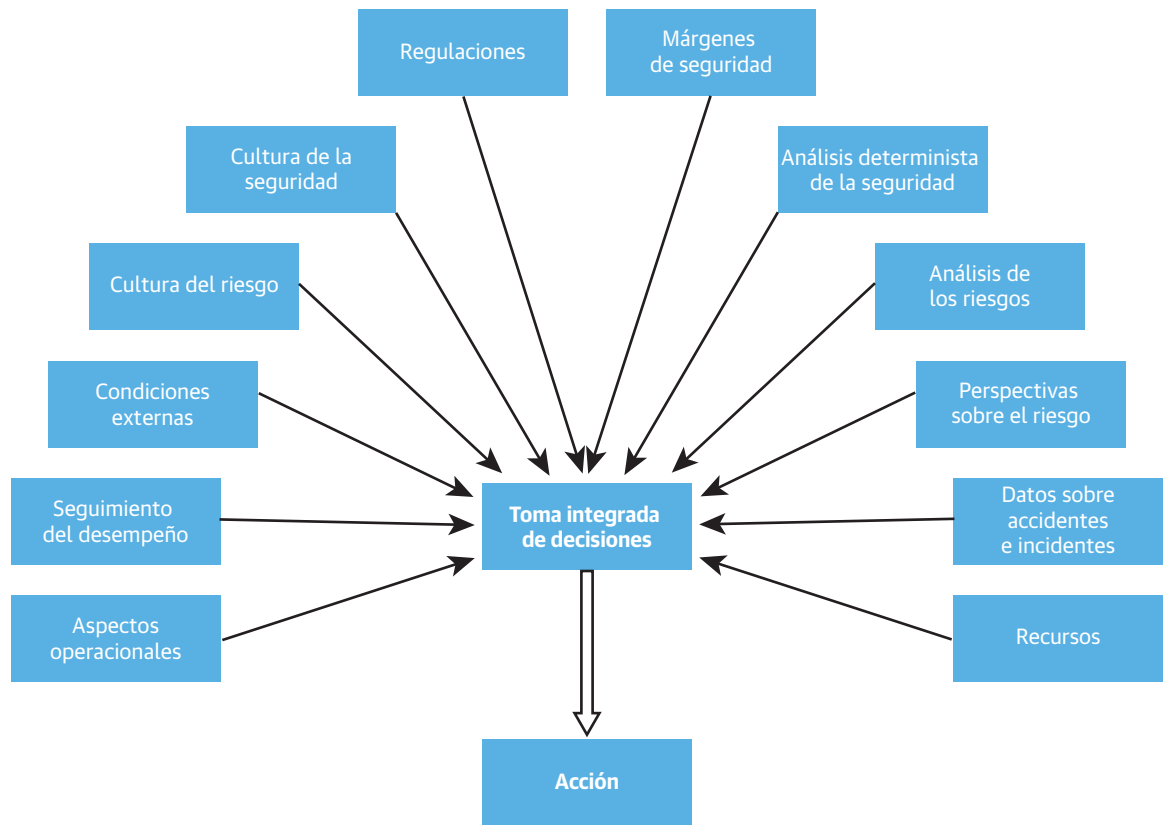 Regulaciones
Márgenes
de seguridad
Cultura de la
seguridad
Análisis determinista
de la seguridad
Cultura del riesgo
Análisis de
los riesgos
Condiciones
externas
Perspectivas
sobre el riesgo
Seguimiento
del desempeño
Toma integrada
de decisiones
Datos sobre
accidentes
e incidentes
Aspectos
operacionales
Recursos
Acción